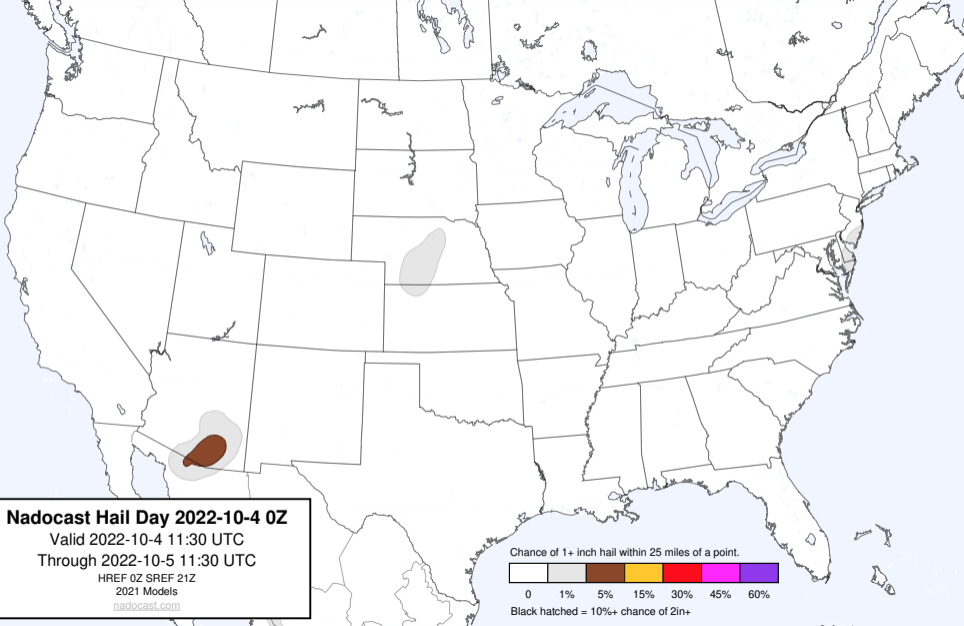 Nadocast Hail Day 2022-10-4 0Z
Valid 2022-10-4 11:30 UTC
Through 2022-10-5 11:30 UTC
HREF 0Z SREF 21Z
2021 Models
nadocast.com
Chance of 1+ inch hail within 25 miles of a point.
0 1% 5% 15% 30% 45% 60%
Black hatched = 10%+ chance of 2in+